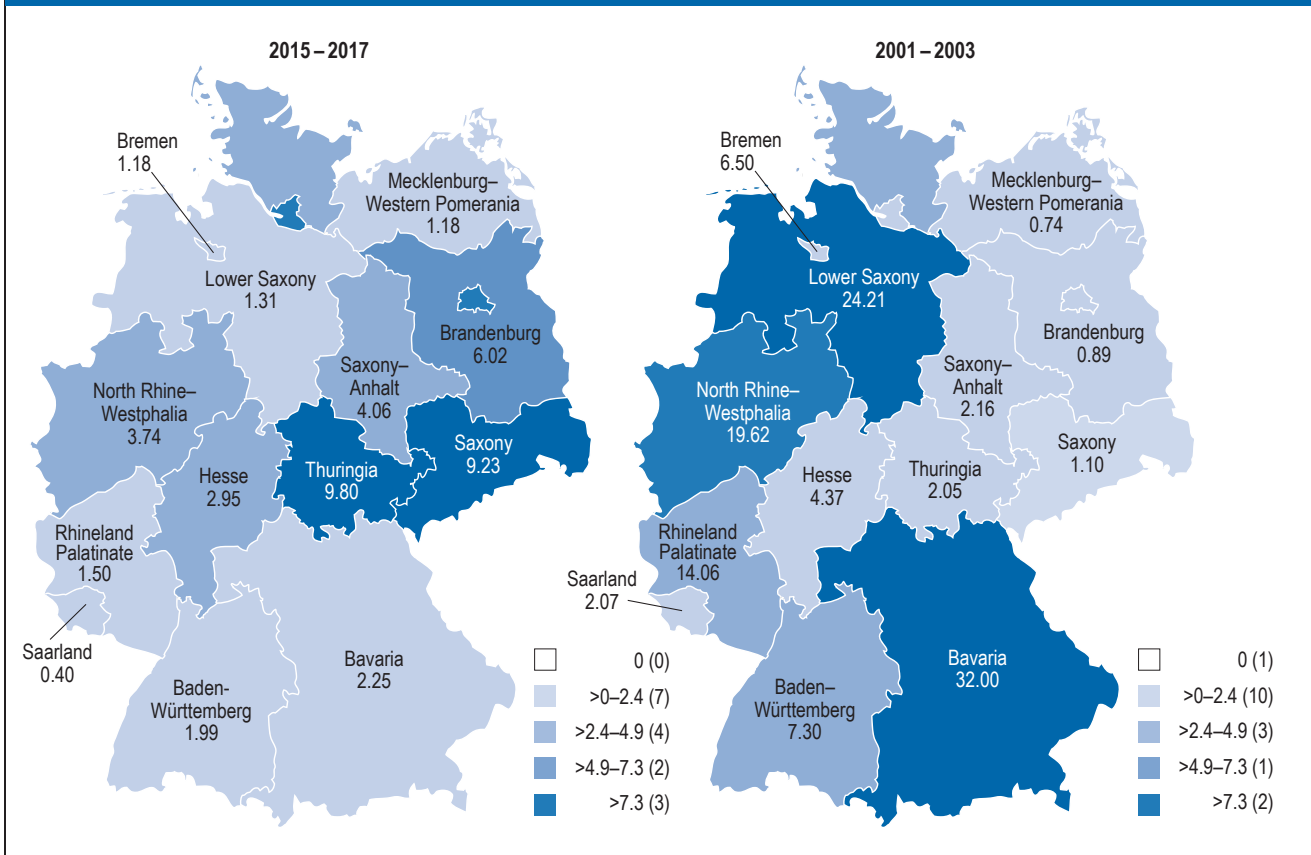 2015 – 2017
Bremen
1.18
Mecklenburg–
Western Pomerania
1.18
Lower Saxony
1.31
Brandenburg
6.02
Saxony–
Anhalt
4.06
North Rhine–
Westphalia
3.74
Saxony
9.23
Hesse
2.95
Thuringia
9.80
Rhineland
Palatinate
1.50
Saarland
0.40
Bavaria
2.25
Baden-
Württemberg
1.99
0 (0)
>0–2.4 (7)
>2.4–4.9 (4)
>4.9–7.3 (2)
>7.3 (3)
2001 – 2003
Bremen
6.50
Mecklenburg–
Western Pomerania
0.74
Lower Saxony
24.21
Brandenburg
0.89
Saxony–
Anhalt
2.16
North Rhine–
Westphalia
19.62
Saxony
1.10
Hesse
4.37
Thuringia
2.05
Rhineland
Palatinate
14.06
Saarland
2.07
Bavaria
32.00
Baden–
Württemberg
7.30
0 (1)
>0–2.4 (10)
>2.4–4.9 (3)
>4.9–7.3 (1)
>7.3 (2)